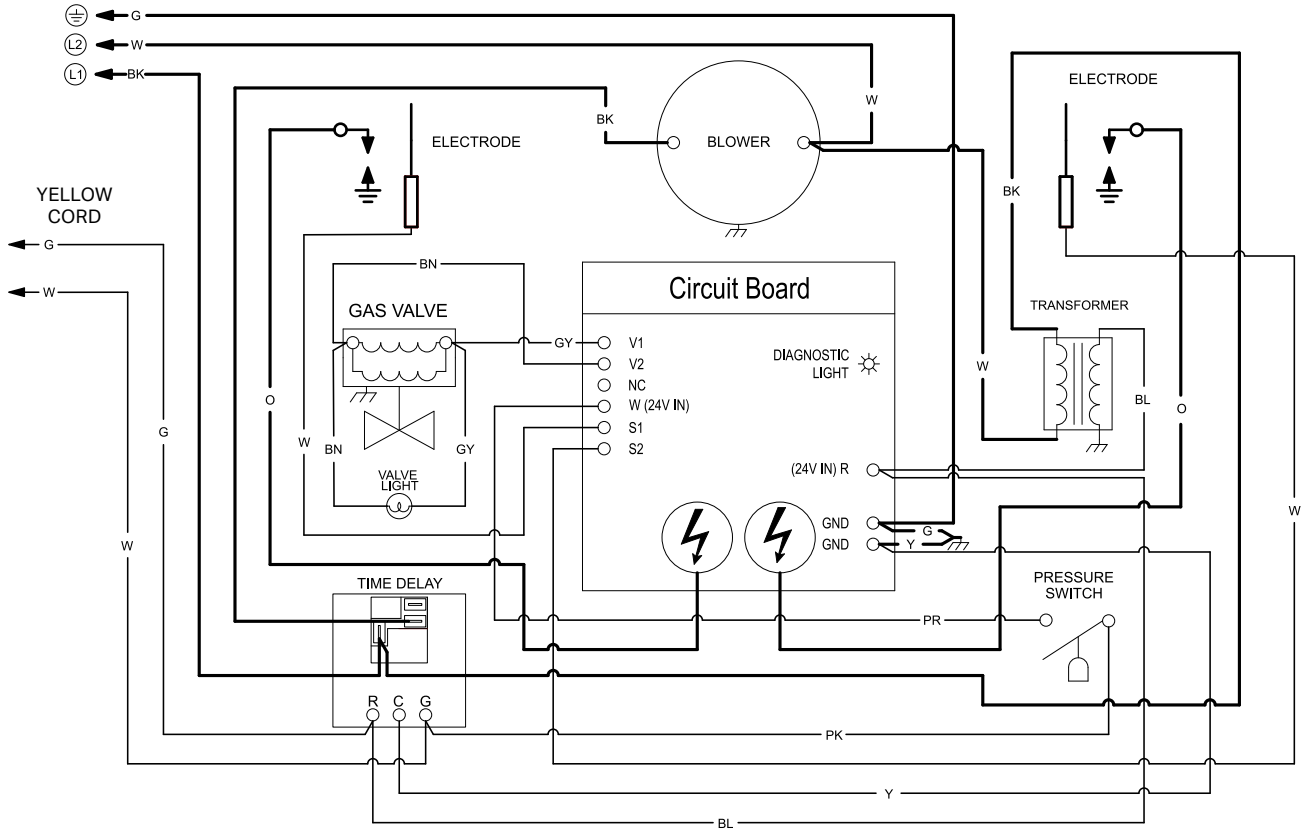 G
L2
W
L1
BK
ELECTRODE
BK
BLOWER
W
ELECTRODE
BK
YELLOW
CORD
G
W
BN
GAS VALVE
Circuit Board
TRANSFORMER
GY
V1
V2
NC
W (24V IN)
S1
S2
DIAGNOSTIC
LIGHT
W
BL
O
O
G
W
BN
GY
VALVE
LIGHT
(24V IN) R
W
GND
G
GND
Y
W
TIME DELAY
PRESSURE
SWITCH
PR
R C G
PK
Y
BL